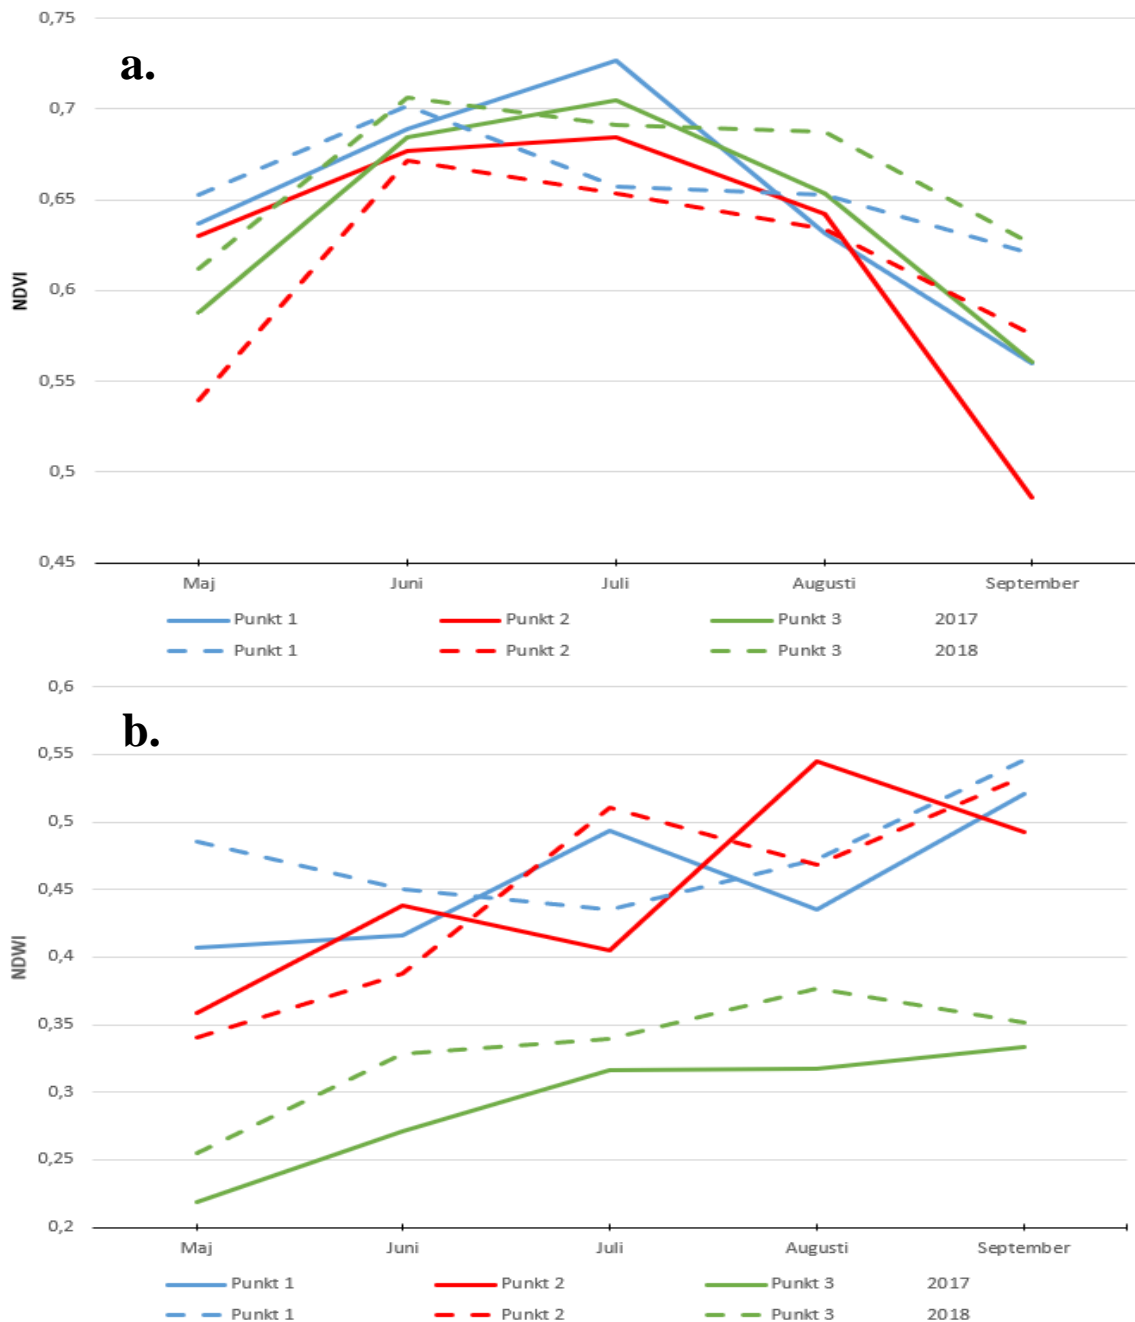 0,75
a.
0,7
0,65
0,6
NDVI
0,55
0,5
0,45
Maj Juni Juli Augusti September
Punkt 1 Punkt 2 Punkt 3 2017
Punkt 1 Punkt 2 Punkt 3 2018
0,6
b.
0,55
0,5
0,45
0,4
NDWI
0,35
0,3
0,25
0,2
Maj Juni Juli Augusti September
Punkt 1 Punkt 2 Punkt 3 2017
Punkt 1 Punkt 2 Punkt 3 2018